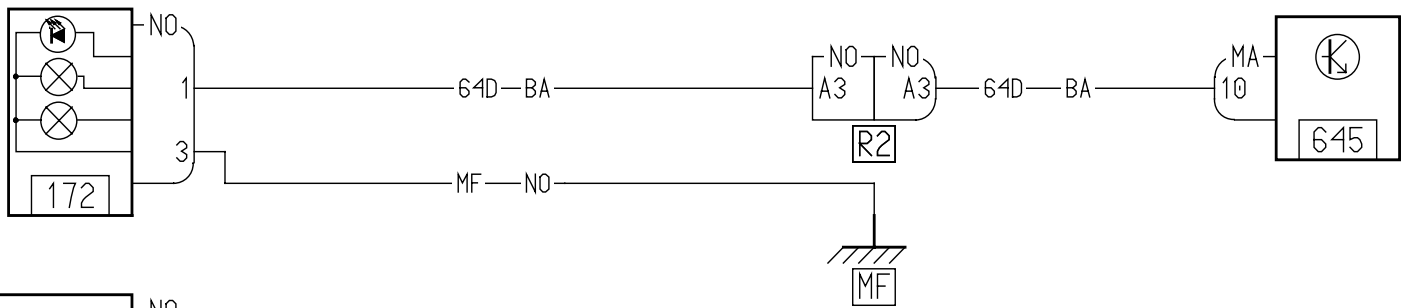 NO
NO NO MA
1 64D BA A3 A3 64D BA 10
R2 645
3
172 MF NO
MF
NO